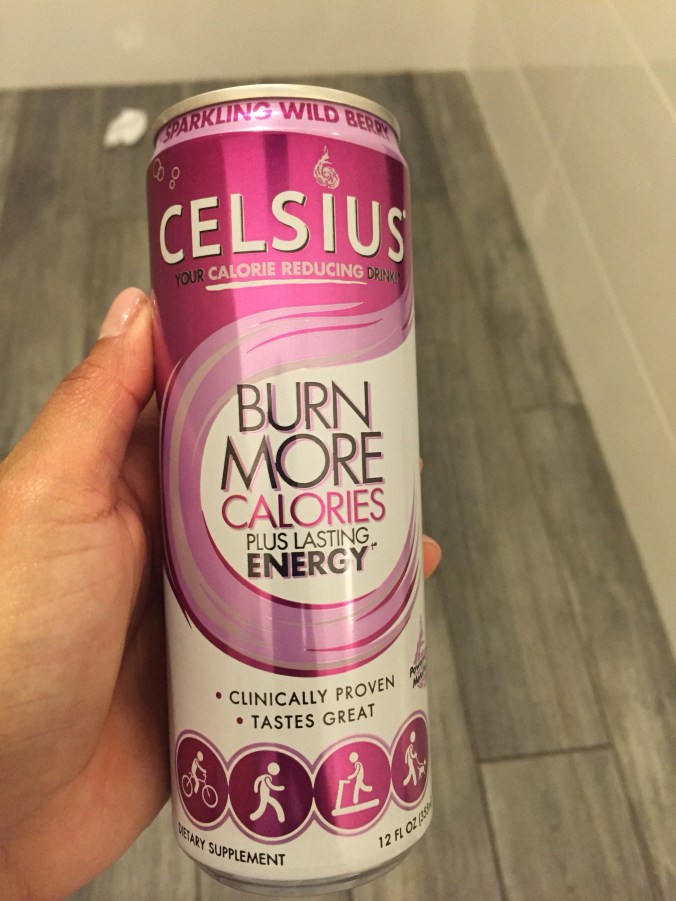 SPARKLING WILD BERRY
CELSIUS
YOUR CALORIE REDUCING DRINK!
BURN
MORE
CALORIES
PLUS LASTING
ENERGY†*
• CLINICALLY PROVEN
• TASTES GREAT
DIETARY SUPPLEMENT
12 FL OZ